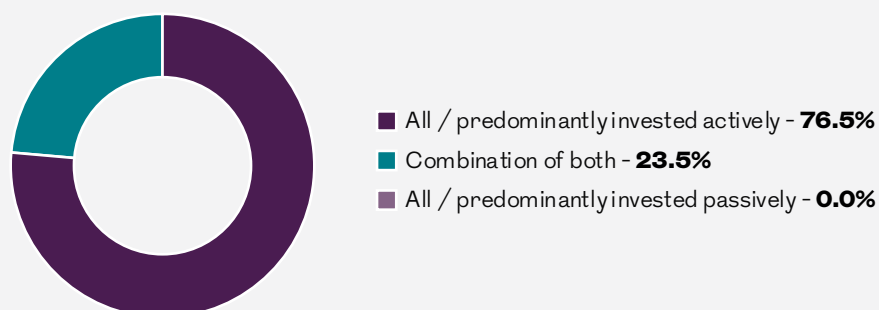 All / predominantly invested actively - 76.5%
Combination of both - 23.5%
All / predominantly invested passively - 0.0%